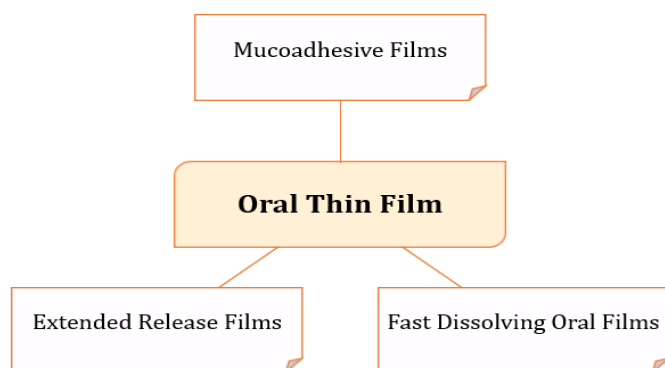 Mucoadhesive Films
Oral Thin Film
Extended Release Films
Fast Dissolving Oral Films